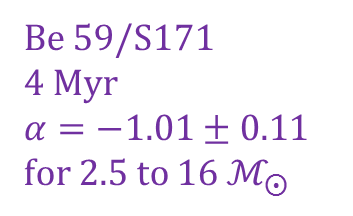 Be 59/S171
4 Myr
α = −1.01 ± 0.11
for 2.5 to 16 ℳ☉